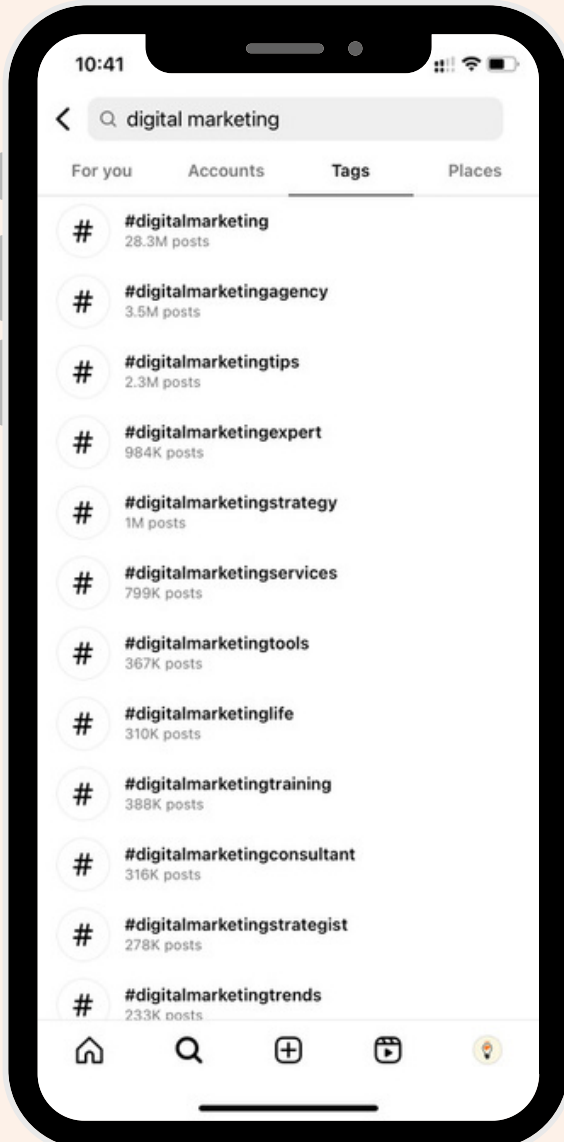 10:41
digital marketing
For you Accounts Tags Places
#digitalmarketing
28.3M posts
#digitalmarketingagency
3.5M posts
#digitalmarketingtips
2.3M posts
#digitalmarketingexpert
984K posts
#digitalmarketingstrategy
1M posts
#digitalmarketingservices
799K posts
#digitalmarketingtools
367K posts
#digitalmarketinglife
310K posts
#digitalmarketingtraining
388K posts
#digitalmarketingconsultant
316K posts
#digitalmarketingstrategist
278K posts
#digitalmarketingtrends
233K posts